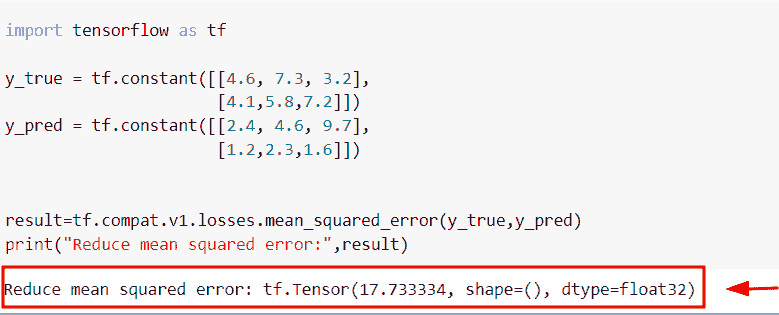 import tensorflow as tf
y_true = tf.constant([[4.6, 7.3, 3.2],
[4.1,5.8,7.2]])
y_pred = tf.constant([[2.4, 4.6, 9.7],
[1.2,2.3,1.6]])
result=tf.compat.v1.losses.mean_squared_error(y_true,y_pred)
print("Reduce mean squared error:",result)
Reduce mean squared error: tf.Tensor(17.733334, shape=(), dtype=float32)